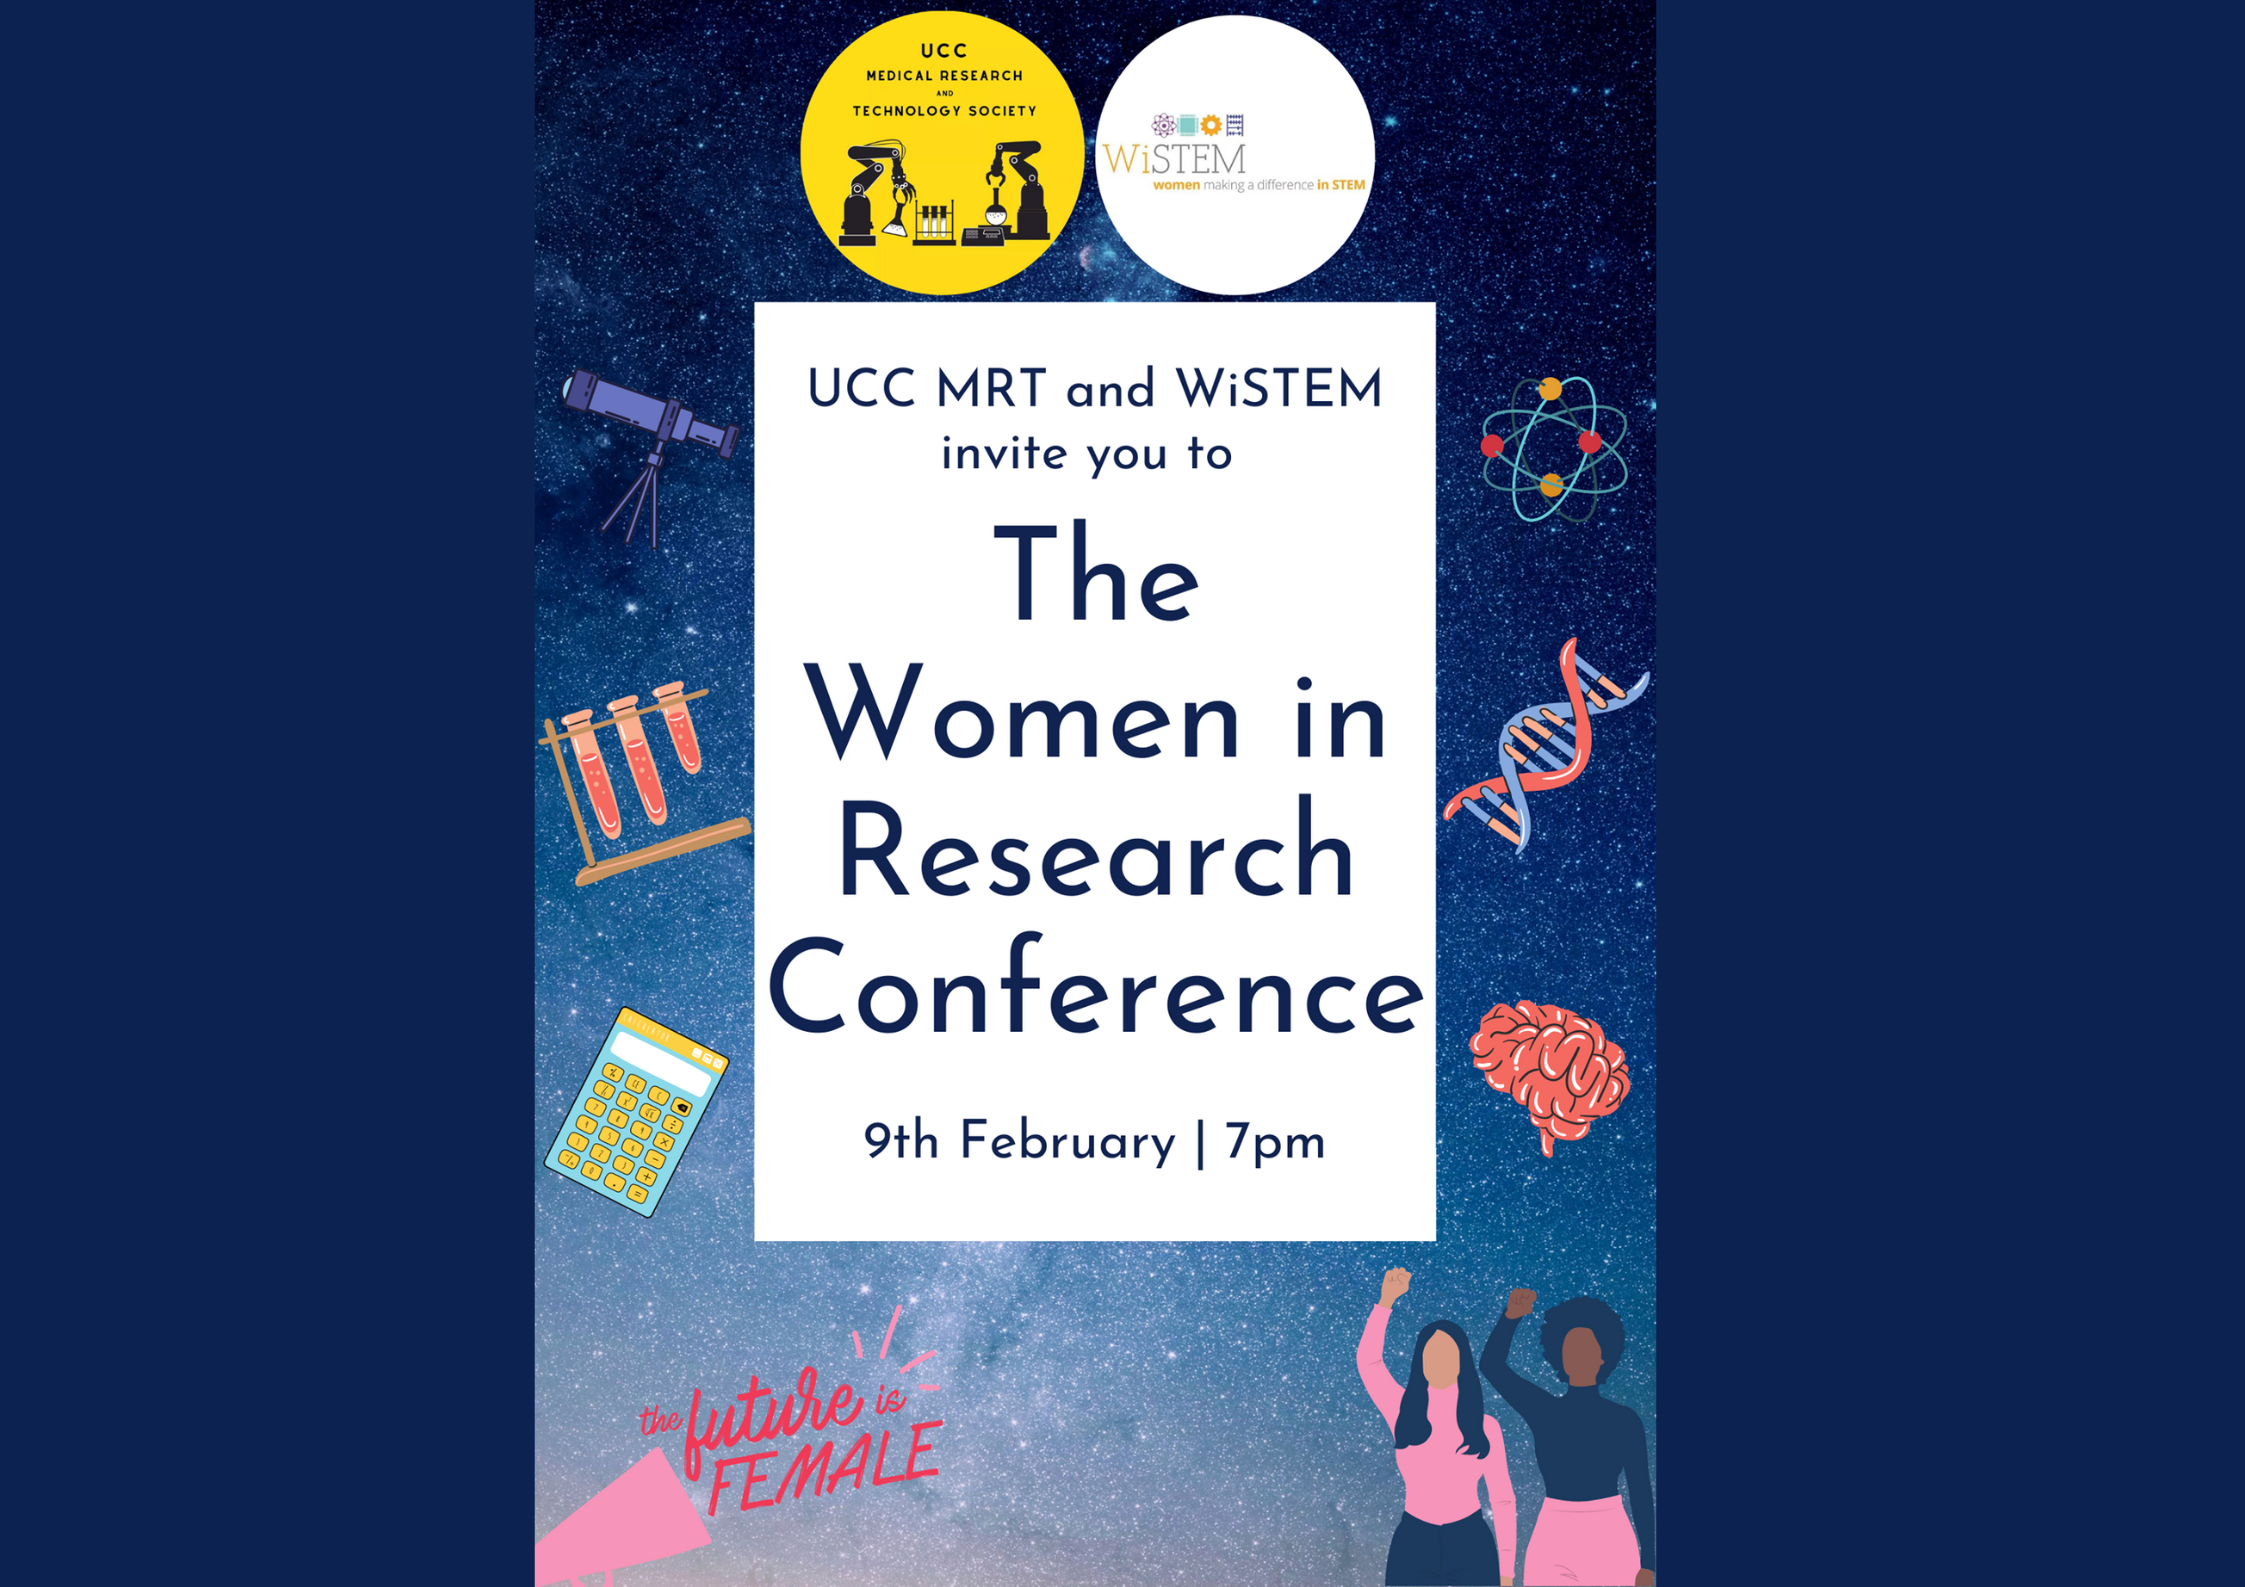 UCC
MEDICAL RESEARCH
AND
TECHNOLOGY SOCIETY
WiSTEM
women making a difference in STEM
UCC MRT and WiSTEM
invite you to
The
Women in
Research
Conference
9th February | 7pm
the future is
FEMALE